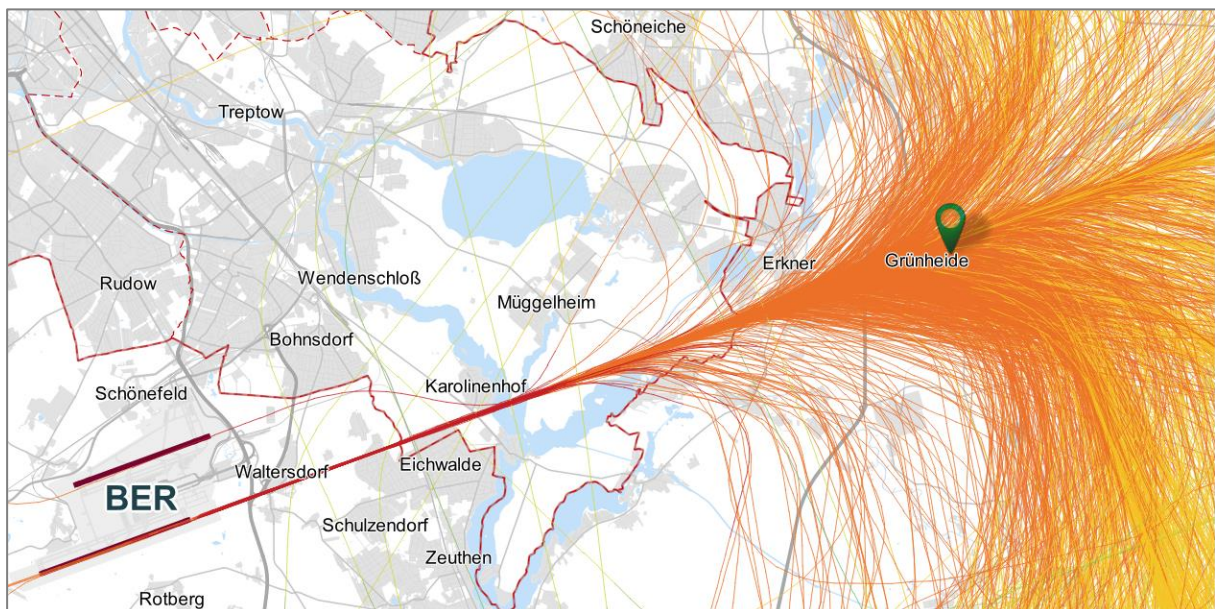 Schöneiche
Treptow
Grünheide
Erkner
Wendenschloß
Rudow
Müggelheim
Bohnsdorf
Karolinenhof
Schönefeld
Eichwalde
Waltersdorf
BER
Schulzendorf
Zeuthen
Rotberg